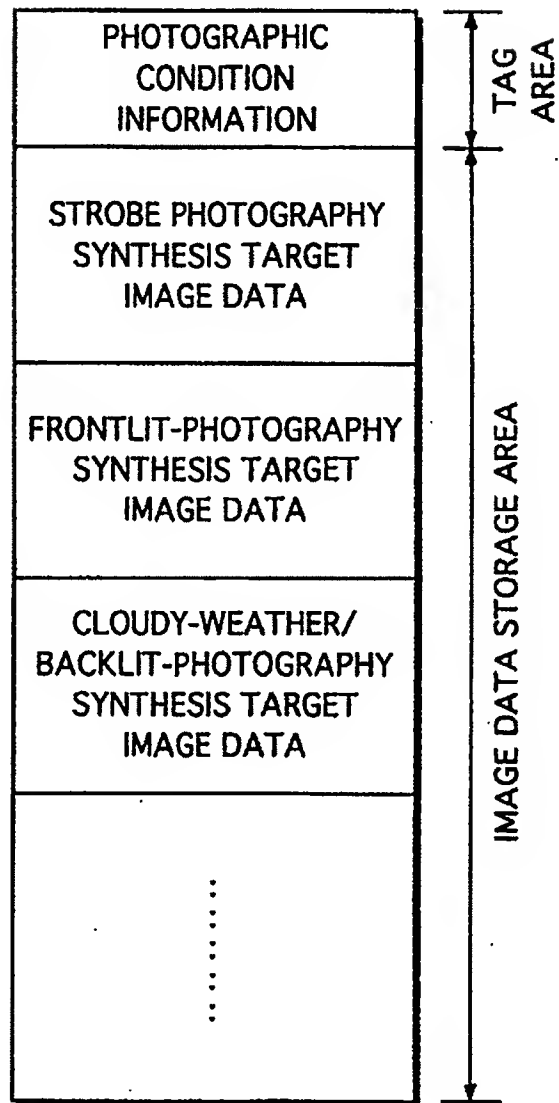 PHOTOGRAPHIC
CONDITION
INFORMATION
TAG
AREA
STROBE PHOTOGRAPHY
SYNTHESIS TARGET
IMAGE DATA
FRONTLIT-PHOTOGRAPHY
SYNTHESIS TARGET
IMAGE DATA
CLOUDY-WEATHER/
BACKLIT-PHOTOGRAPHY
SYNTHESIS TARGET
IMAGE DATA
IMAGE DATA STORAGE AREA